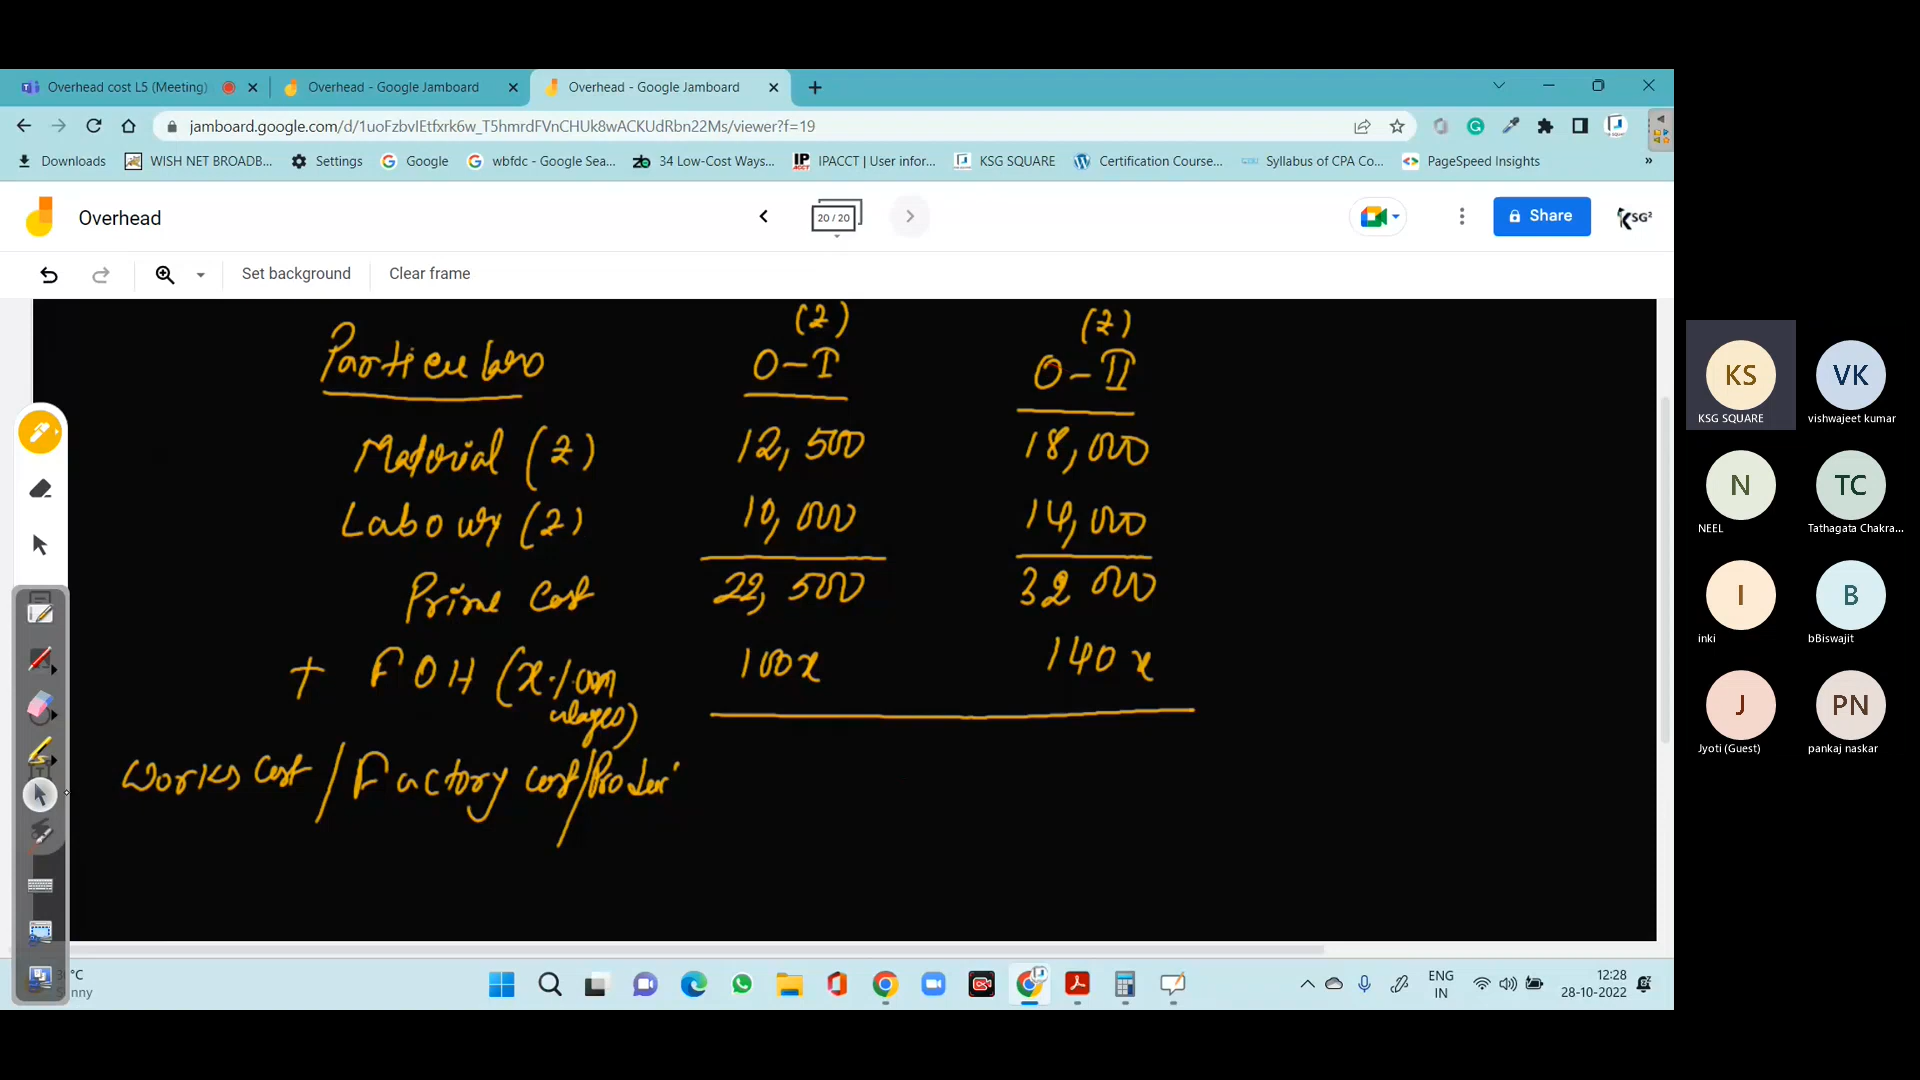 Overhead cost L5 (Meeting)
Overhead - Google Jamboard
Overhead - Google Jamboard
jamboard.google.com/d/1uoFzbvIEtfxrk6w_T5hmrdFVnCHUk8wACKUdRbn22Ms/viewer?f=19
Downloads WISH NET BROADB... Settings Google wbfdc - Google Sea... 34 Low-Cost Ways... IPACCT | User infor... KSG SQUARE Certification Course... Syllabus of CPA Co... PageSpeed Insights »
Overhead
20 / 20
Share
KSG²
Set background Clear frame
(₹) (₹)
Particulars O-I O-II
Material (₹) 12,500 18,000
Labour (₹) 10,000 14,000
Prime Cost 22,500 32000
+ FOH (x% on wages) 100x 140x
Works Cost / Factory Cost /
KS
KSG SQUARE
VK
vishwajeet kumar
N
NEEL
TC
Tathagata Chakra...
I
inki
B
bBiswajit
J
Jyoti (Guest)
PN
pankaj naskar
ENG
IN
12:28
28-10-2022